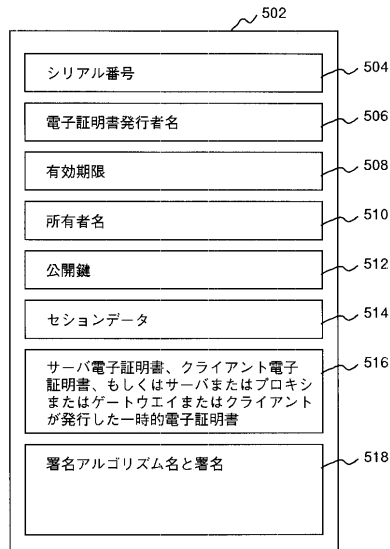 502
シリアル番号
504
電子証明書発行者名
506
有効期限
508
所有者名
510
公開鍵
512
セションデータ
514
サーバ電子証明書、クライアント電子
証明書、もしくはサーバまたはプロキシ
またはゲートウエイまたはクライアント
が発行した一時的電子証明書
516
署名アルゴリズム名と署名
518